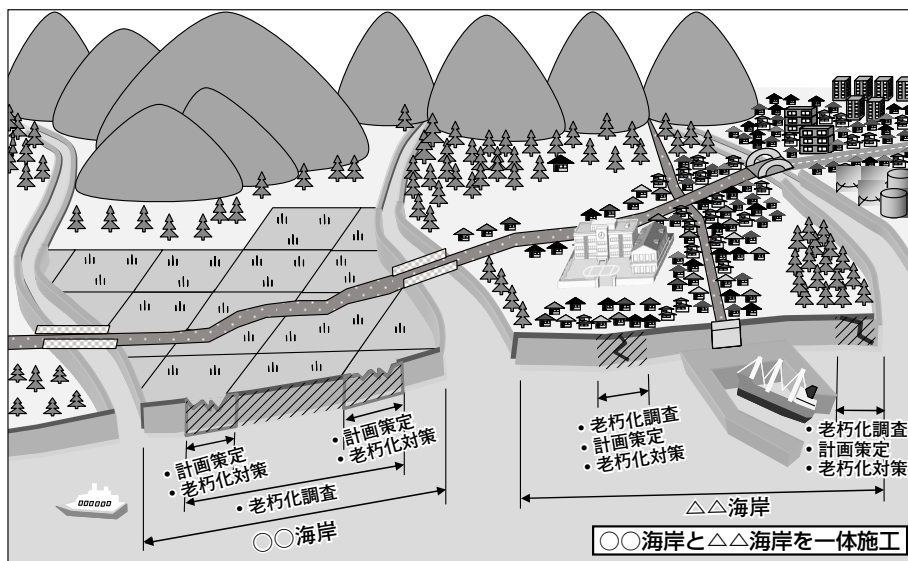 ・計画策定
・老朽化対策
・計画策定
・老朽化対策
・老朽化調査
○○海岸
・老朽化調査
・計画策定
・老朽化対策
・老朽化調査
・計画策定
・老朽化対策
△△海岸
○○海岸と△△海岸を一体施工